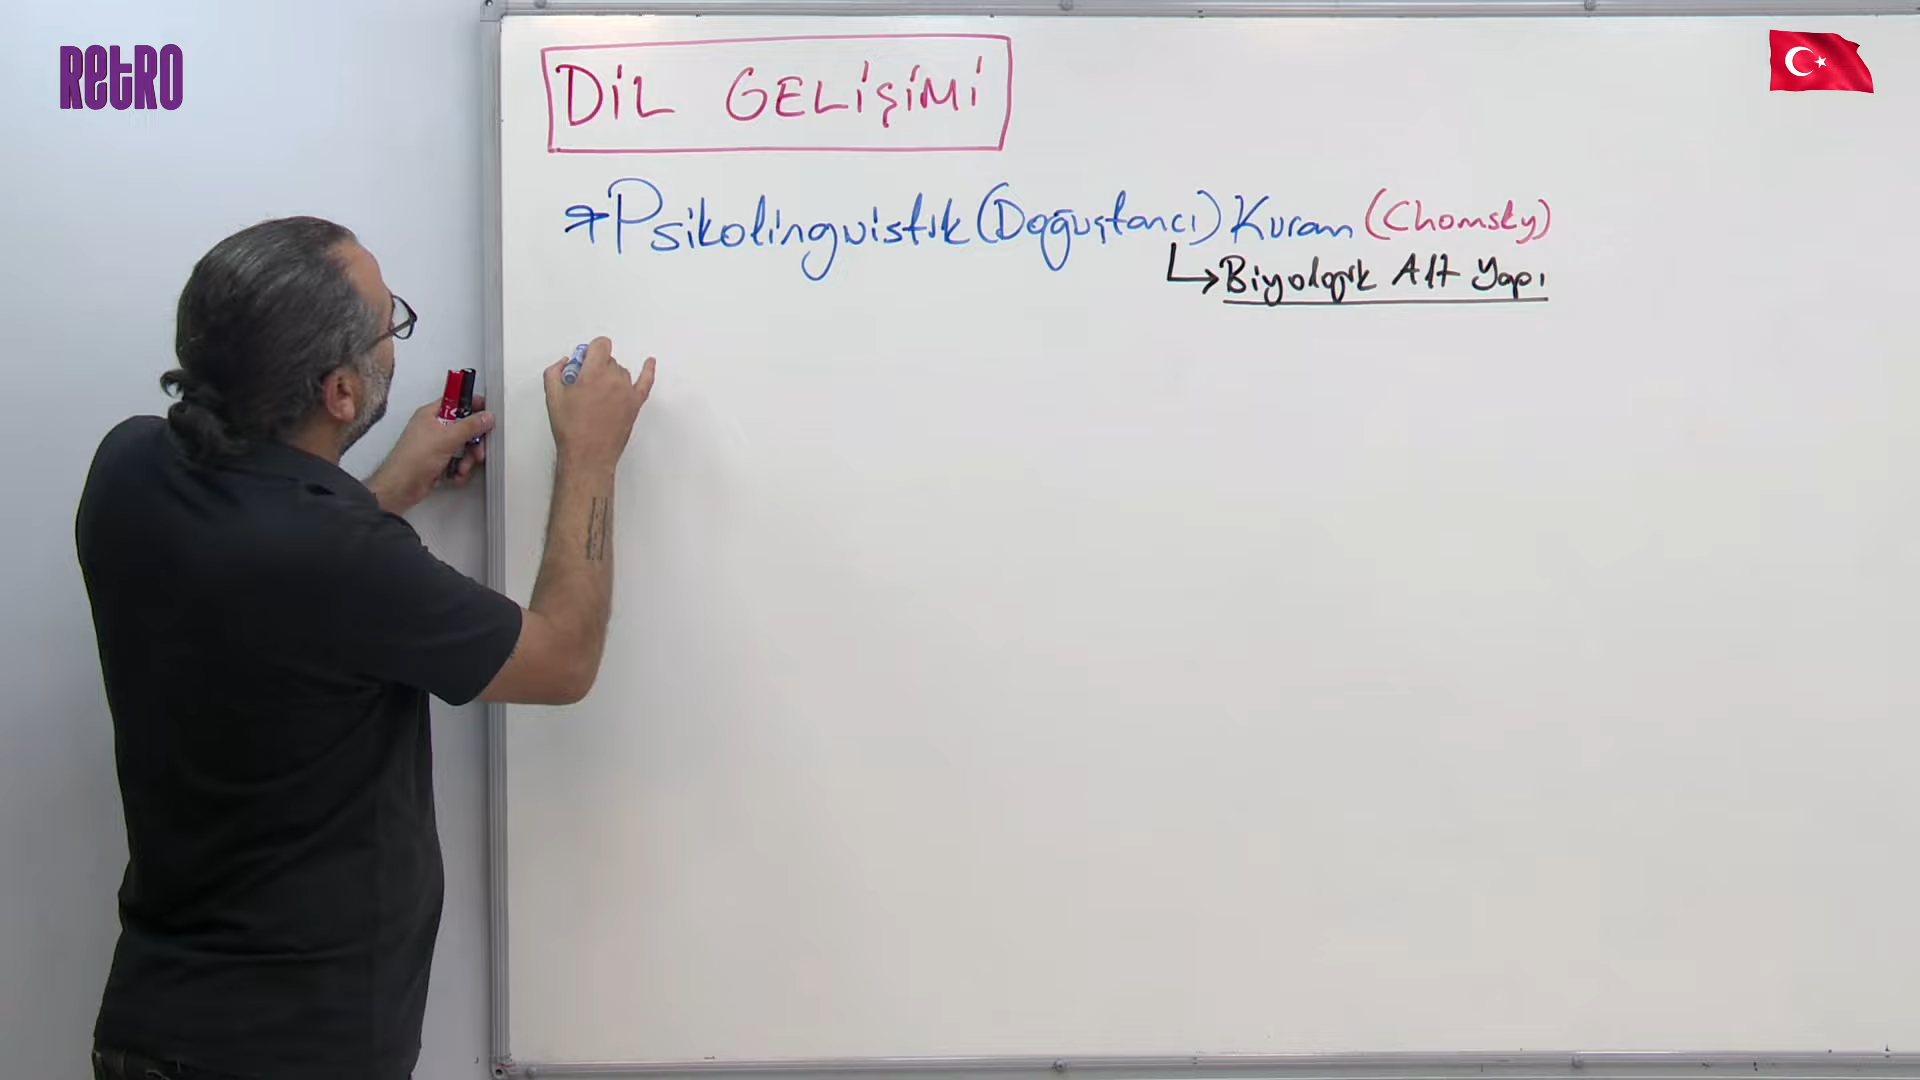 RETRO
DİL GELİŞİMİ
→ Psikolinguistik (Doğuştancı) Kuram (Chomsky)
↳ Biyolojik Alt Yapı